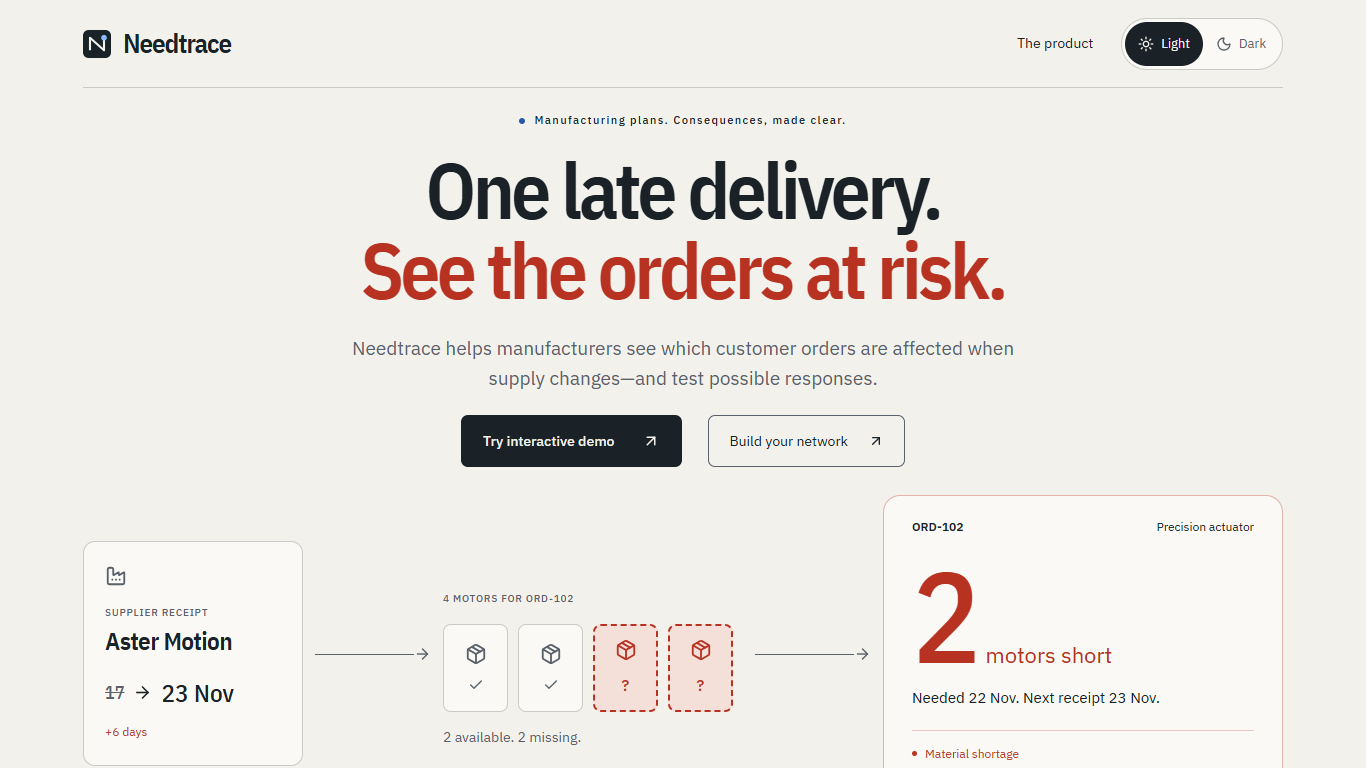 Needtrace
The product
Light
Dark
Manufacturing plans. Consequences, made clear.
One late delivery.
See the orders at risk.
Needtrace helps manufacturers see which customer orders are affected when
supply changes—and test possible responses.
Try interactive demo
Build your network
SUPPLIER RECEIPT
Aster Motion
17 → 23 Nov
+6 days
4 MOTORS FOR ORD-102
? ?
2 available. 2 missing.
ORD-102
Precision actuator
2 motors short
Needed 22 Nov. Next receipt 23 Nov.
Material shortage